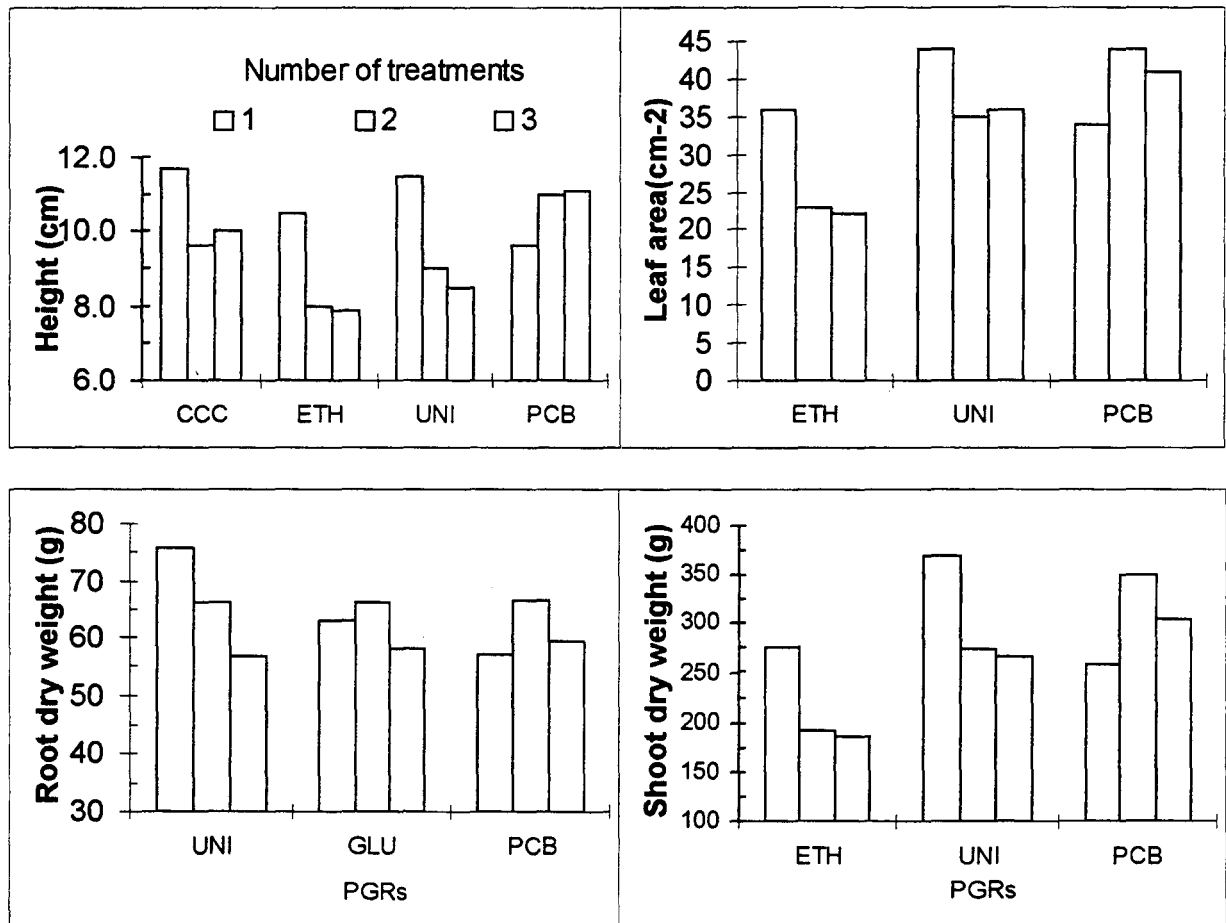 Number of treatments
1 2 3
Height (cm)
12.0
10.0
8.0
6.0
CCC ETH UNI PCB
Leaf area(cm-2)
45
40
35
30
25
20
15
10
5
0
ETH UNI PCB
Root dry weight (g)
80
70
60
50
40
30
UNI GLU PCB
PGRs
Shoot dry weight (g)
400
350
300
250
200
150
100
ETH UNI PCB
PGRs